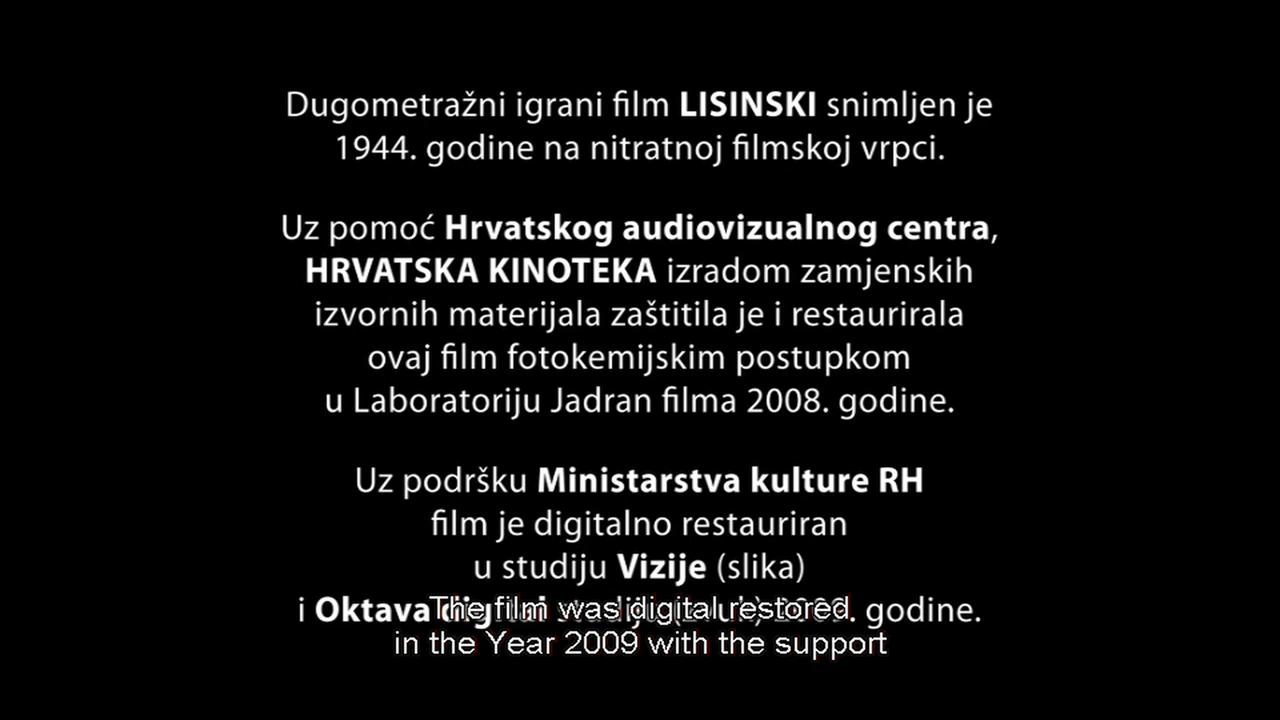 Dugometražni igrani film LISINSKI snimljen je
1944. godine na nitratnoj filmskoj vrpci.
Uz pomoć Hrvatskog audiovizualnog centra,
HRVATSKA KINOTEKA izradom zamjenskih
izvornih materijala zaštitila je i restaurirala
ovaj film fotokemijskim postupkom
u Laboratoriju Jadran filma 2008. godine.
Uz podršku Ministarstva kulture RH
film je digitalno restauriran
u studiju Vizije (slika)
i Oktava godine.
The film was digital restored
in the Year 2009 with the support